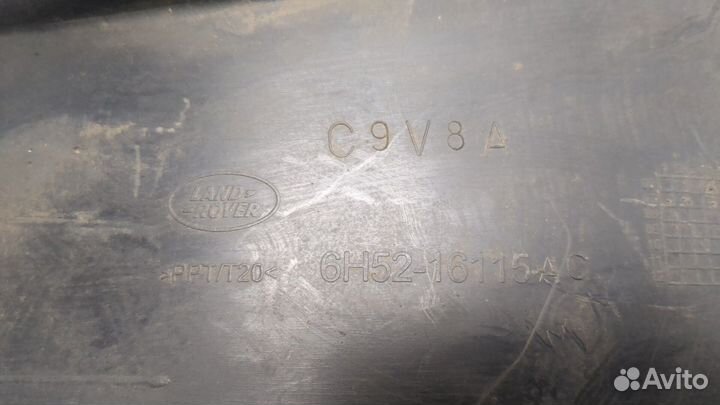 C9V8A
LAND
-ROVER
>PPT/T20<
6H52-16115AC
Avito